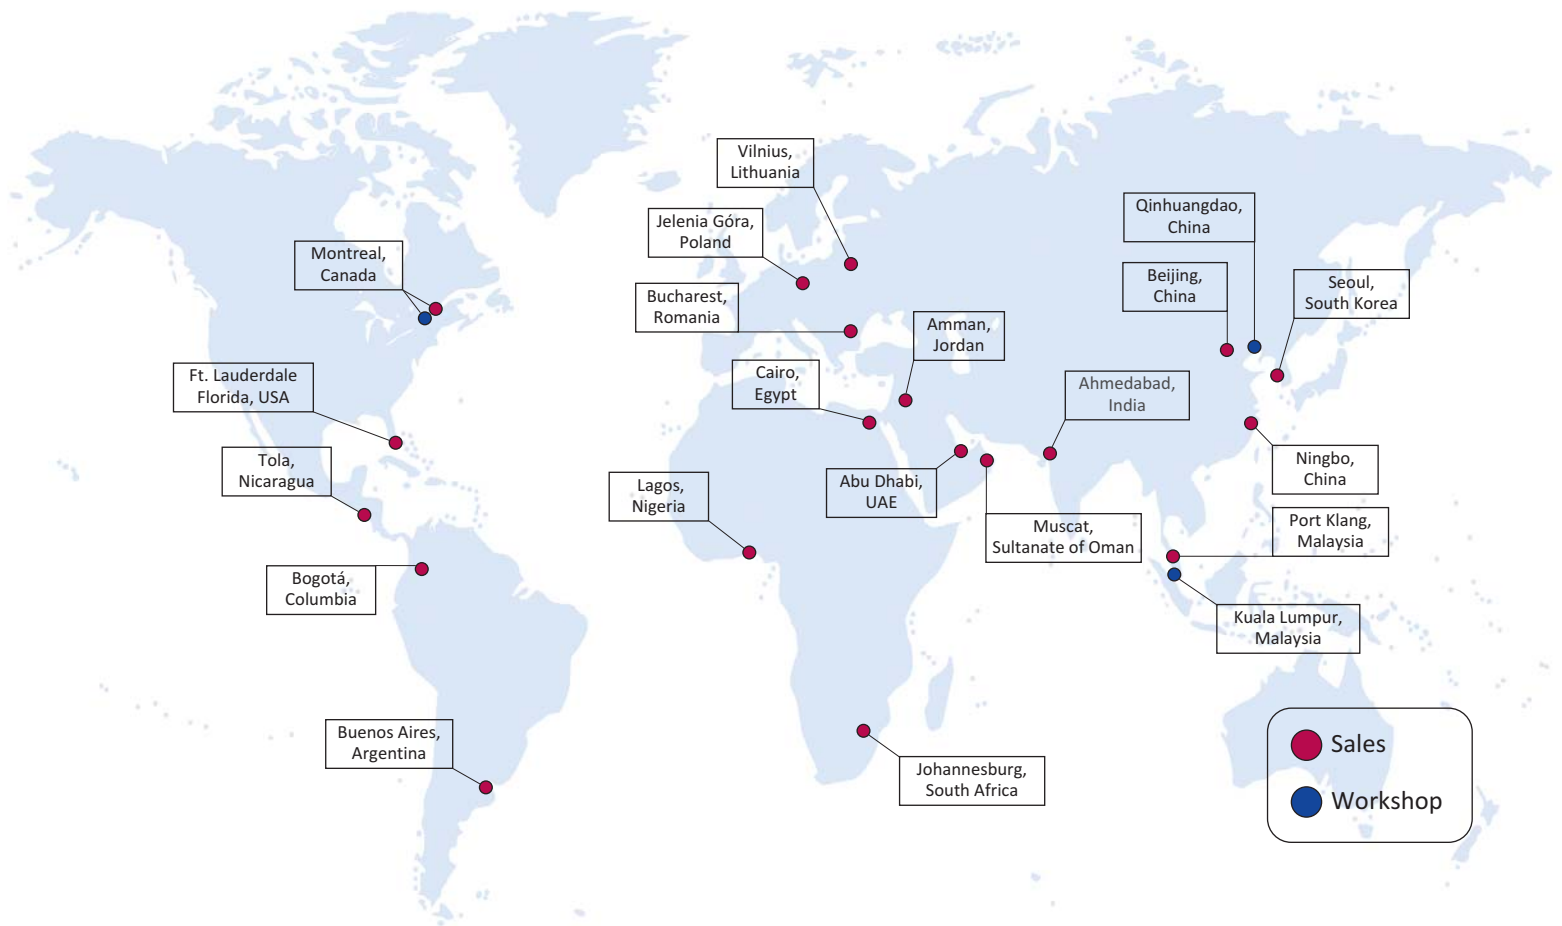 Vilnius,
Lithuania
Jelenia Góra,
Poland
Qinhuangdao,
China
Montreal,
Canada
Beijing,
China
Seoul,
South Korea
Bucharest,
Romania
Amman,
Jordan
Ft. Lauderdale
Florida, USA
Cairo,
Egypt
Ahmedabad,
India
Tola,
Nicaragua
Ningbo,
China
Lagos,
Nigeria
Abu Dhabi,
UAE
Muscat,
Sultanate of Oman
Port Klang,
Malaysia
Bogotá,
Columbia
Kuala Lumpur,
Malaysia
Buenos Aires,
Argentina
Johannesburg,
South Africa
Sales
Workshop